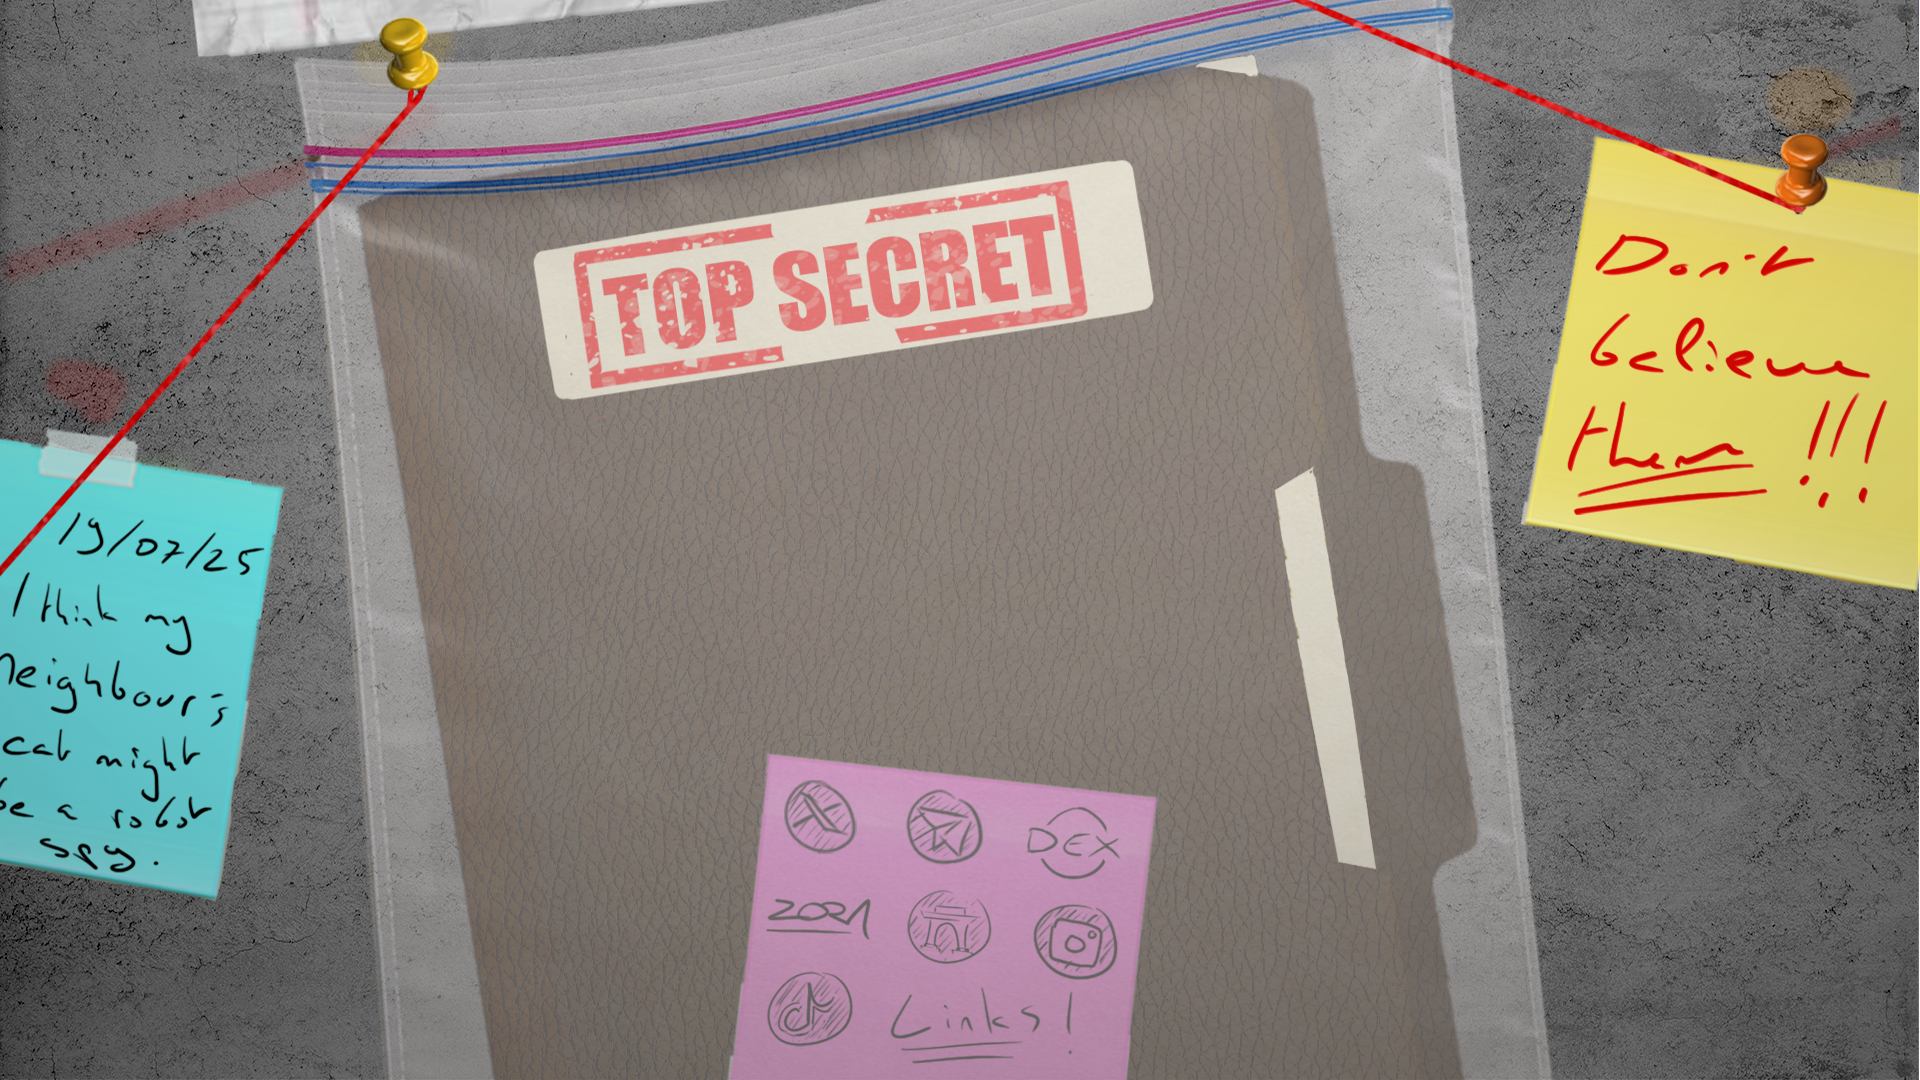 TOP SECRET
Don't
believe
them !!!
19/07/25
I think my
neighbour's
cat might
be a robot
spy.
X
DEX
2021
Links!